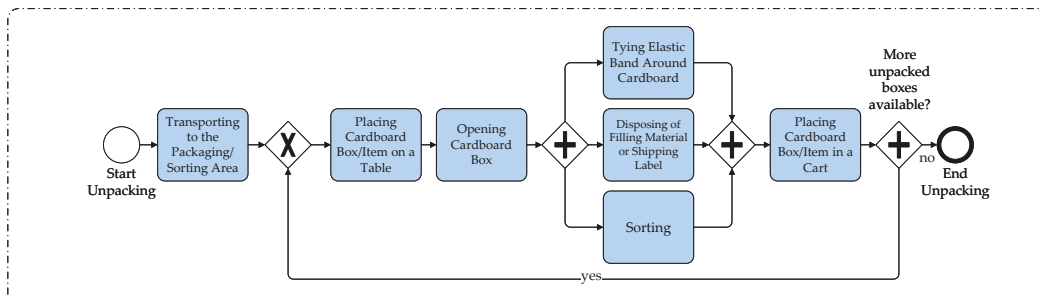 Start
Unpacking
Transporting
to the
Packaging/
Sorting Area
X
Placing
Cardboard
Box/Item on a
Table
Opening
Cardboard
Box
Tying Elastic
Band Around
Cardboard
Disposing of
Filling Material
or Shipping
Label
Sorting
Placing
Cardboard
Box/Item in a
Cart
More
unpacked
boxes
available?
no
End
Unpacking
yes